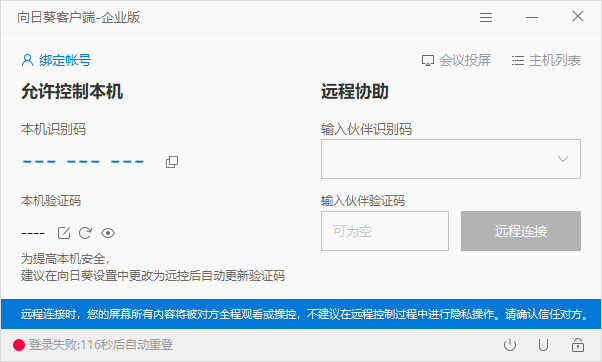 向日葵客户端-企业版
绑定帐号
会议投屏
主机列表
允许控制本机
远程协助
本机识别码
--- --- ---
输入伙伴识别码
本机验证码
----
输入伙伴验证码
可为空
远程连接
为提高本机安全，
建议在向日葵设置中更改为远控后自动更新验证码
远程连接时，您的屏幕所有内容将被对方全程观看或操控，不建议在远程控制过程中进行隐私操作。请确认信任对方。
登录失败:116秒后自动重登